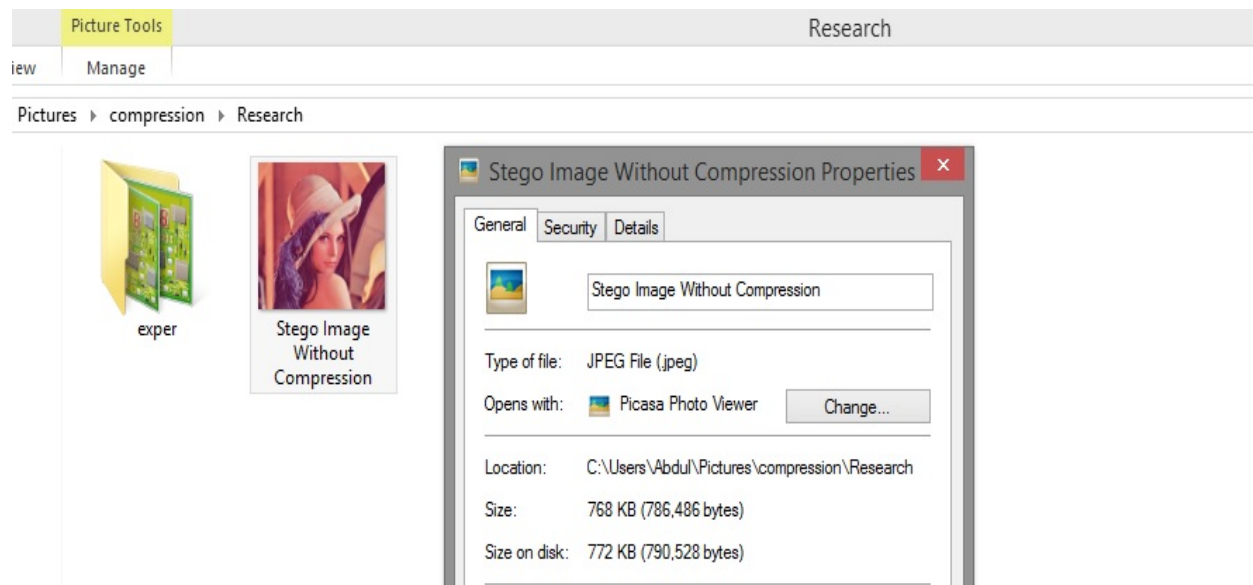 Picture Tools
Research
iew
Manage
Pictures compression Research
Stego Image Without Compression Properties
x
General Security Details
Stego Image Without Compression
exper
Stego Image
Without
Compression
Type of file: JPEG File (.jpeg)
Opens with: Picasa Photo Viewer Change...
Location: C:\Users\Abdul\Pictures\compression\Research
Size: 768 KB (786,486 bytes)
Size on disk: 772 KB (790,528 bytes)